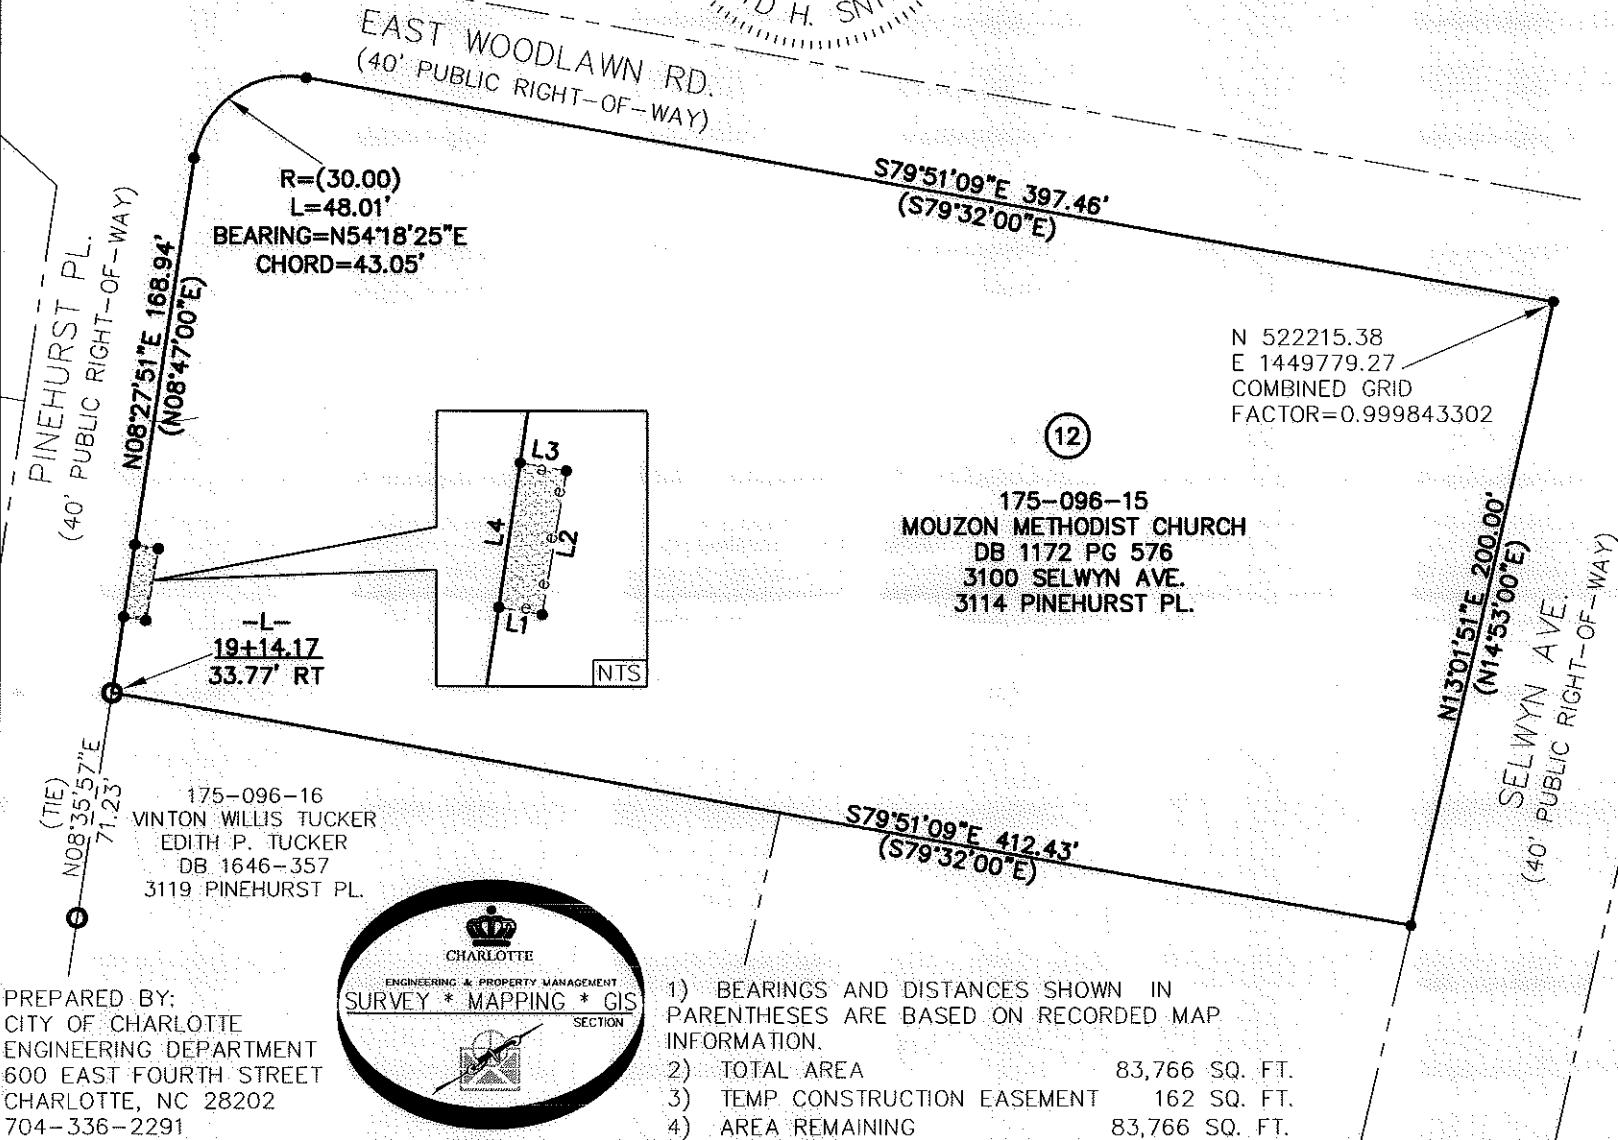 D H. SN
EAST WOODLAWN RD.
(40' PUBLIC RIGHT-OF-WAY)
R=(30.00)
L=48.01'
BEARING=N54°18'25"E
CHORD=43.05'
S79°51'09"E 397.46'
(S79°32'00"E)
PINEHURST PL.
(40' PUBLIC RIGHT-OF-WAY)
N08°27'51"E 168.94'
(N08°47'00"E)
N 522215.38
E 1449779.27
COMBINED GRID
FACTOR=0.999843302
12
175-096-15
MOUZON METHODIST CHURCH
DB 1172 PG 576
3100 SELWYN AVE.
3114 PINEHURST PL.
L3
L4
L2
L1
NTS
-L-
19+14.17
33.77' RT
N13°01'51"E 200.00'
(N14°53'00"E)
SELWYN AVE.
(40' PUBLIC RIGHT-OF-WAY)
(TIE)
N08°35'57"E
71.23'
175-096-16
VINTON WILLIS TUCKER
EDITH P. TUCKER
DB 1646-357
3119 PINEHURST PL.
S79°51'09"E 412.43'
(S79°32'00"E)
CHARLOTTE
ENGINEERING & PROPERTY MANAGEMENT
SURVEY * MAPPING * GIS
SECTION
PREPARED BY:
CITY OF CHARLOTTE
ENGINEERING DEPARTMENT
600 EAST FOURTH STREET
CHARLOTTE, NC 28202
704-336-2291
1) BEARINGS AND DISTANCES SHOWN IN
PARENTHESES ARE BASED ON RECORDED MAP
INFORMATION.
2) TOTAL AREA 83,766 SQ. FT.
3) TEMP. CONSTRUCTION EASEMENT 162 SQ. FT.
4) AREA REMAINING 83,766 SQ. FT.